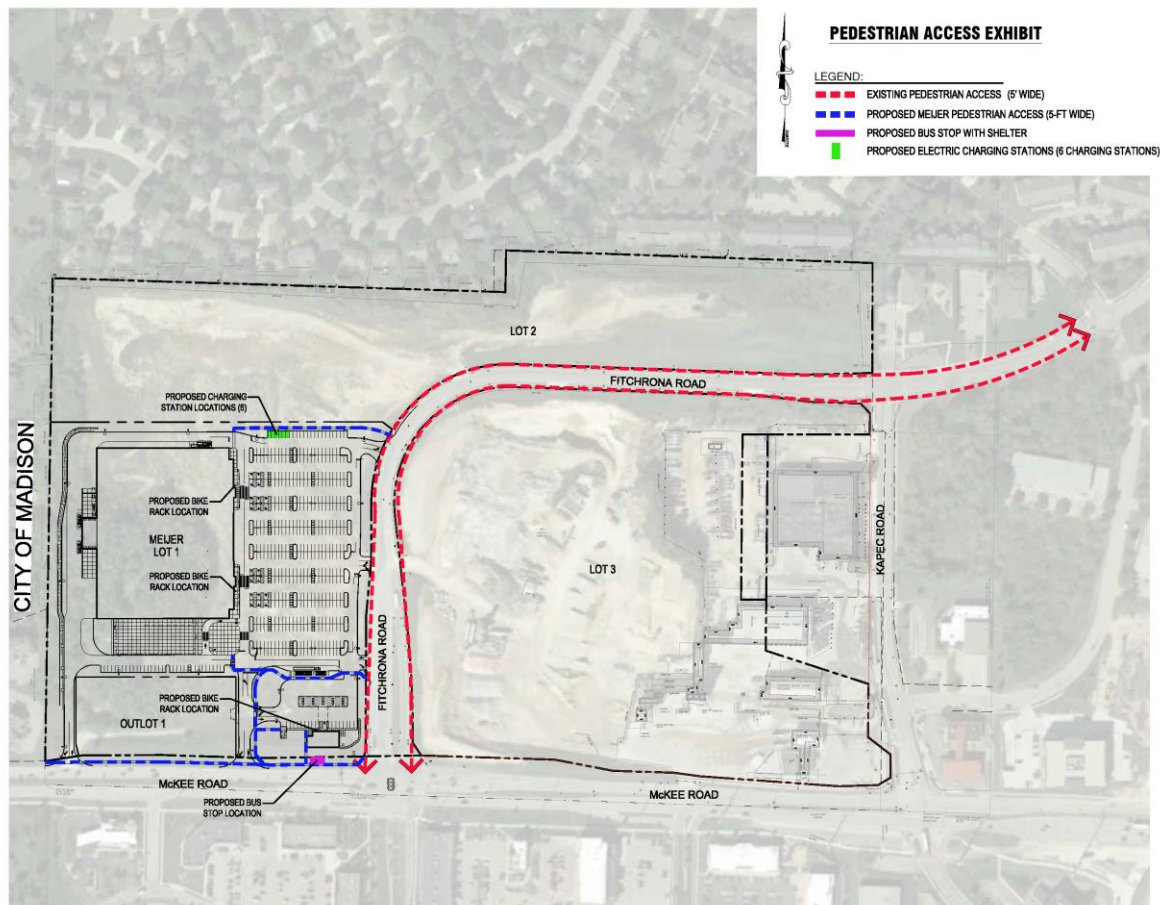 PEDESTRIAN ACCESS EXHIBIT
LEGEND:
EXISTING PEDESTRIAN ACCESS (5' WIDE)
PROPOSED MEIJER PEDESTRIAN ACCESS (5-FT WIDE)
PROPOSED BUS STOP WITH SHELTER
PROPOSED ELECTRIC CHARGING STATIONS (6 CHARGING STATIONS)
LOT 2
FITCHRONA ROAD
PROPOSED CHARGING
STATION LOCATIONS (6)
CITY OF MADISON
PROPOSED BIKE
RACK LOCATION
MEIJER
LOT 1
PROPOSED BIKE
RACK LOCATION
LOT 3
KAPEC ROAD
FITCHRONA ROAD
PROPOSED BIKE
RACK LOCATION
OUTLOT 1
McKEE ROAD
McKEE ROAD
PROPOSED BUS
STOP LOCATION